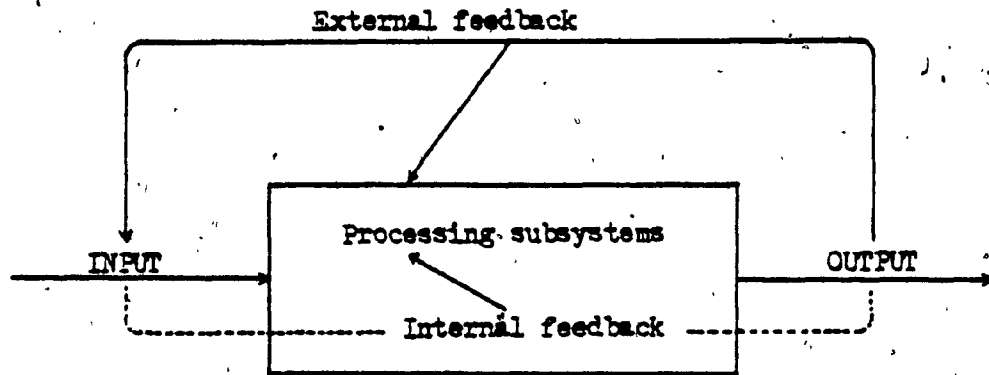 External feedback
Processing subsystems
INPUT
OUTPUT
Internal feedback